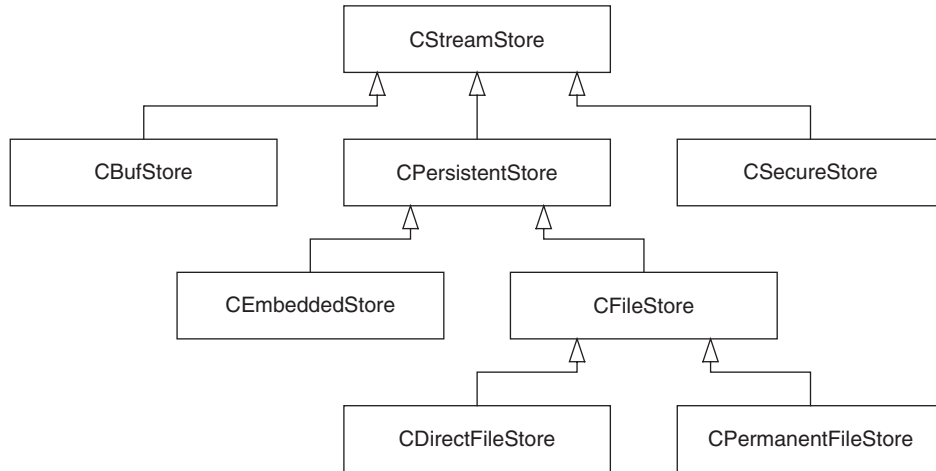 CStreamStore
CBufStore
CPersistentStore
CSecureStore
CEmbeddedStore
CFileStore
CDirectFileStore
CPermanentFileStore